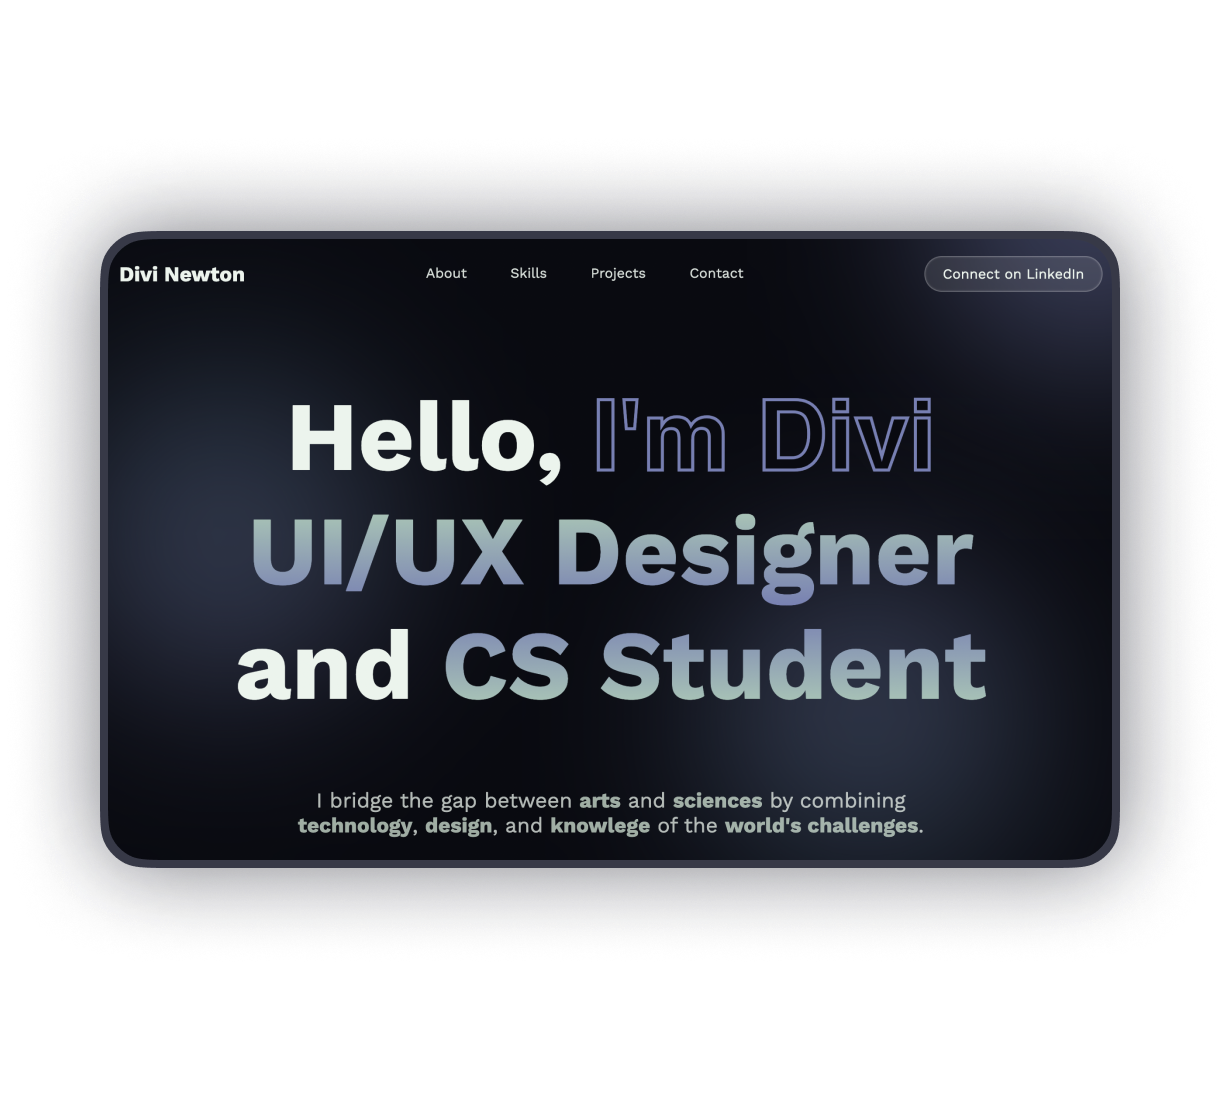 Divi Newton
About
Skills
Projects
Contact
Connect on LinkedIn
Hello, I'm Divi
UI/UX Designer
and CS Student
I bridge the gap between arts and sciences by combining
technology, design, and knowlege of the world's challenges.